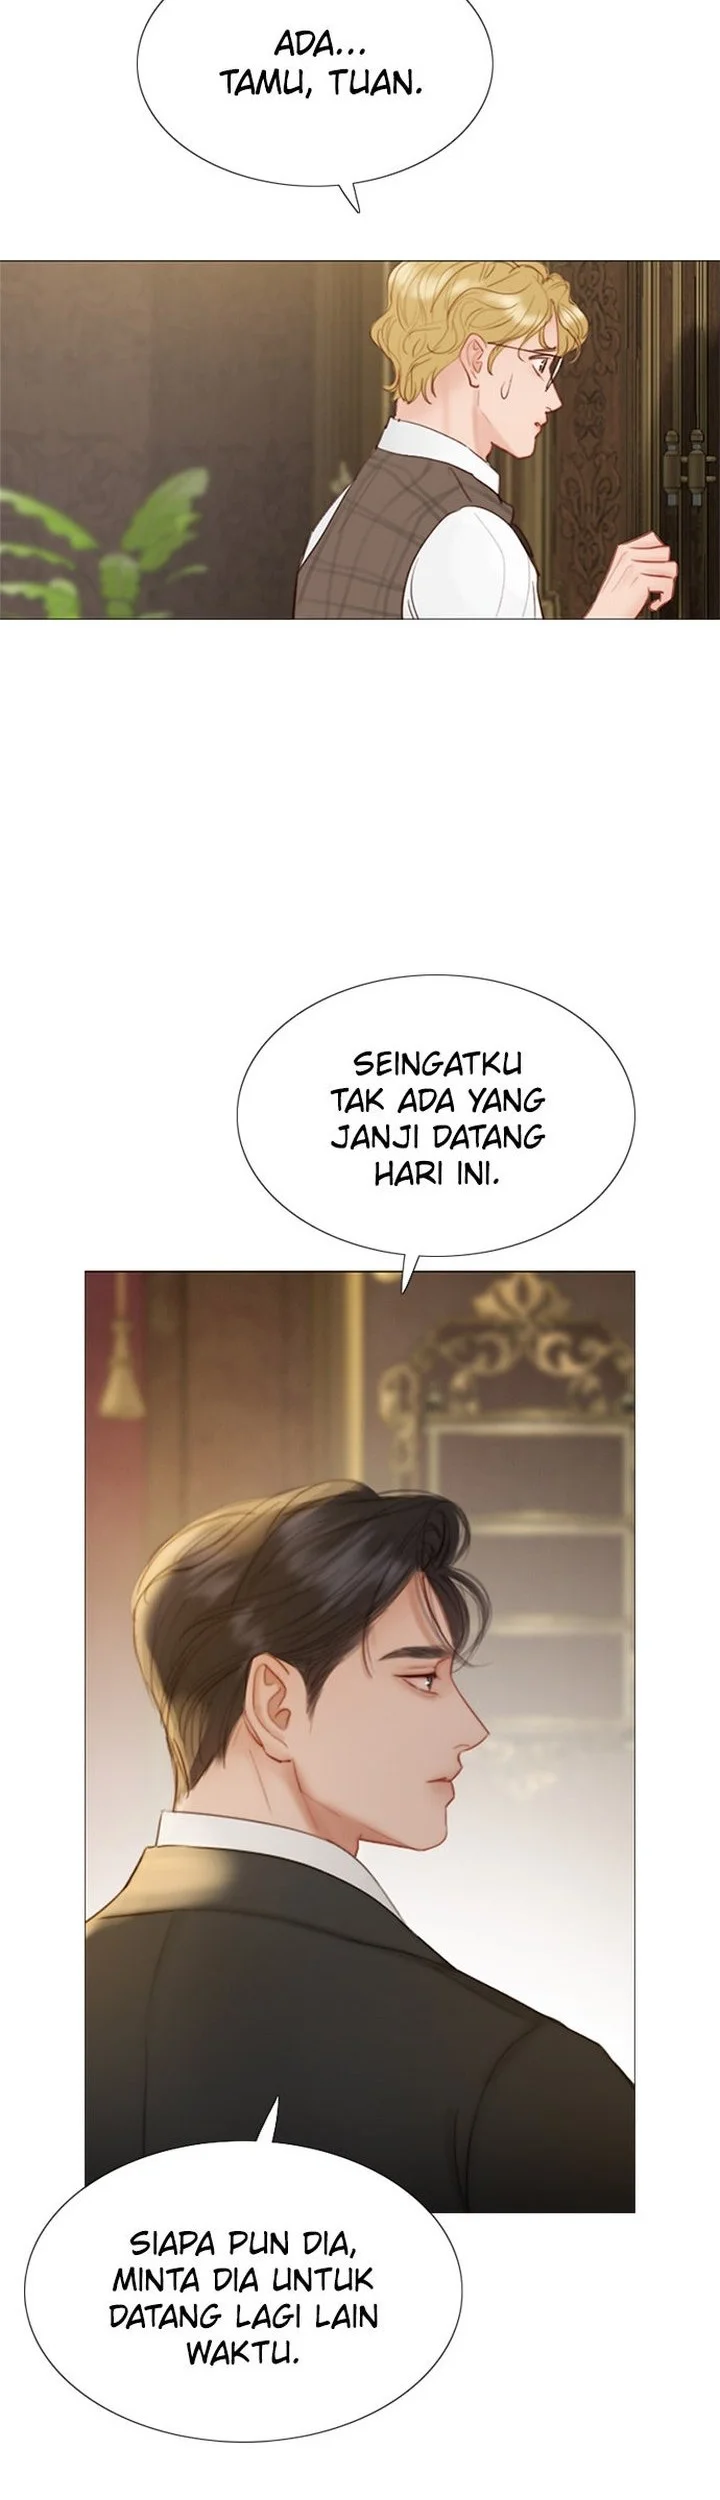 ADA...
TAMU, TUAN.
SEINGATKU
TAK ADA YANG
JANJI DATANG
HARI INI.
SIAPA PUN DIA,
MINTA DIA UNTUK
DATANG LAGI LAIN
WAKTU.